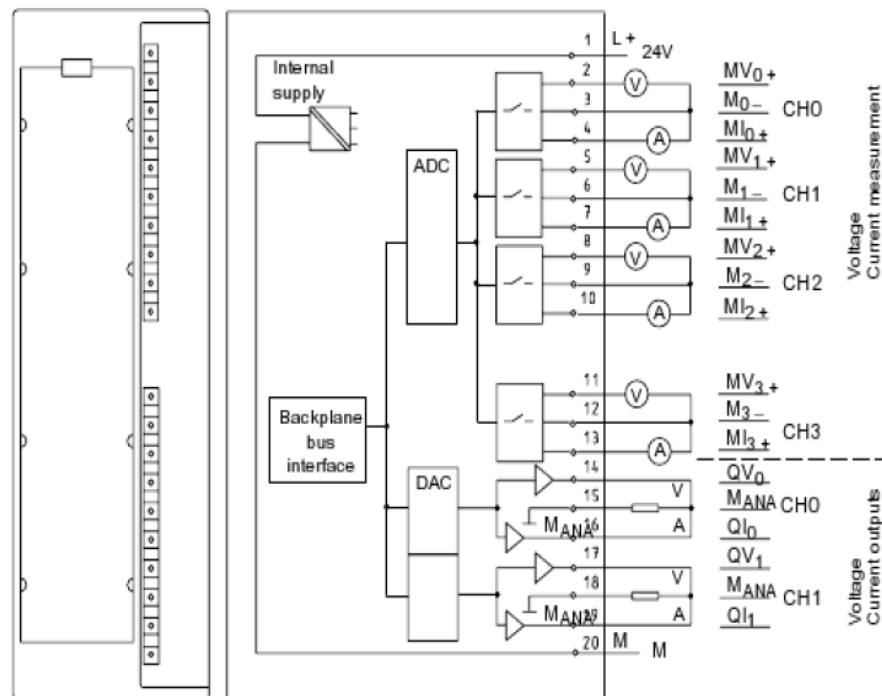 1 L +
24V
Internal
supply
2 V MV0 +
3 M0 – CH0
4 A MI0 +
ADC
5 V MV1 +
6 M1 – CH1
7 A MI1 +
8 V MV2 +
9 M2 – CH2
10 A MI2 +
Voltage
Current measurement
11 V MV3 +
12 M3 – CH3
13 A MI3 +
Backplane
bus
interface
DAC
14 QV0
15 V MANA CH0
MANA 16 A QI0
17 QV1
18 V MANA CH1
MANA 19 A QI1
20 M M
Voltage
Current outputs